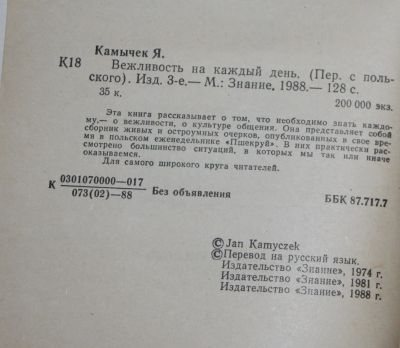 Камычек Я.
К18 Вежливость на каждый день. (Пер. с поль-
ского). Изд. 3-е.— М.: Знание, 1988.— 128 с.
35 к. 200 000 экз.
Эта книга рассказывает о том, что необходимо знать каждо-
му,— о вежливости, о культуре общения. Она представляет собой
сборник живых и остроумных очерков, опубликованных в свое вре-
мя в польском еженедельнике «Пшекруй». В них практически рас-
смотрено большинство ситуаций, в которых мы так или иначе
оказываемся.
Для самого широкого круга читателей.
К 0301070000—017
073(02)—88 Без объявления
ББК 87.717.7
© Jan Kamyczek
© Перевод на русский язык.
Издательство «Знание», 1974 г.
Издательство «Знание», 1981 г.
Издательство «Знание», 1988 г.